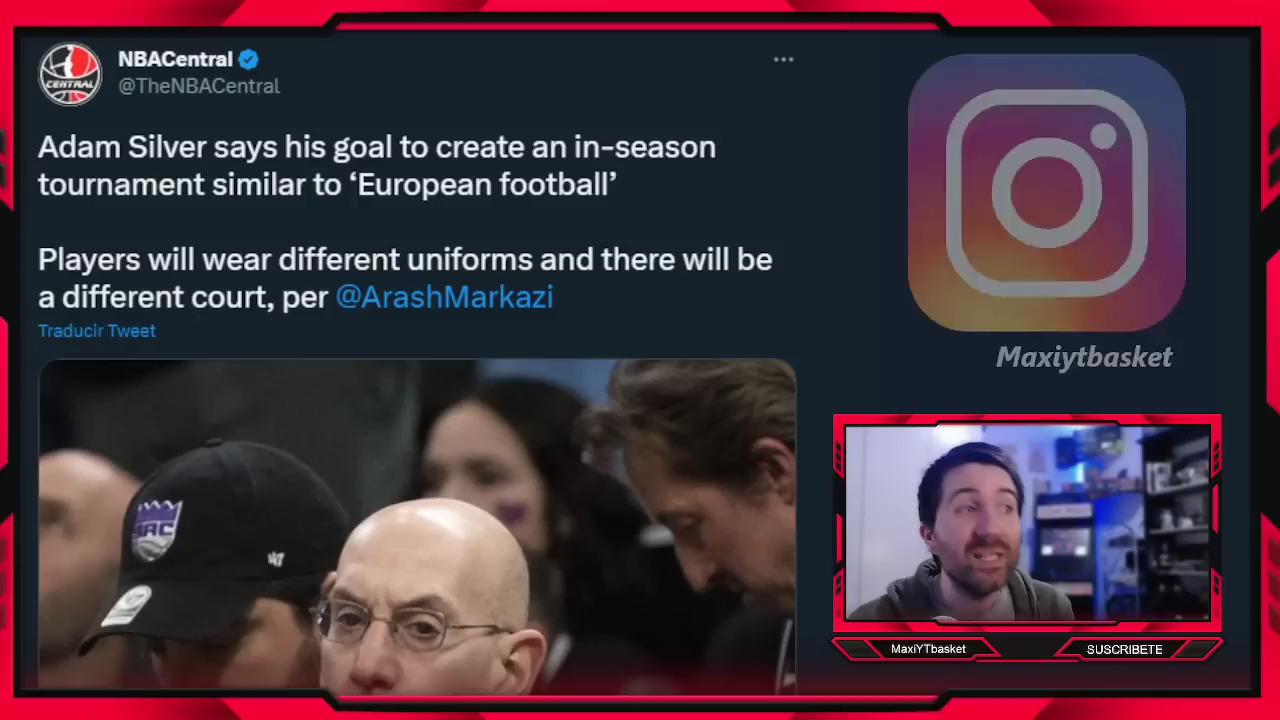 NBACentral
@TheNBACentral
CENTRAL
Adam Silver says his goal to create an in-season
tournament similar to ‘European football’
Players will wear different uniforms and there will be
a different court, per @ArashMarkazi
Traducir Tweet
SAC
'47
Maxiytbasket
MaxiYTbasket
SUSCRIBETE